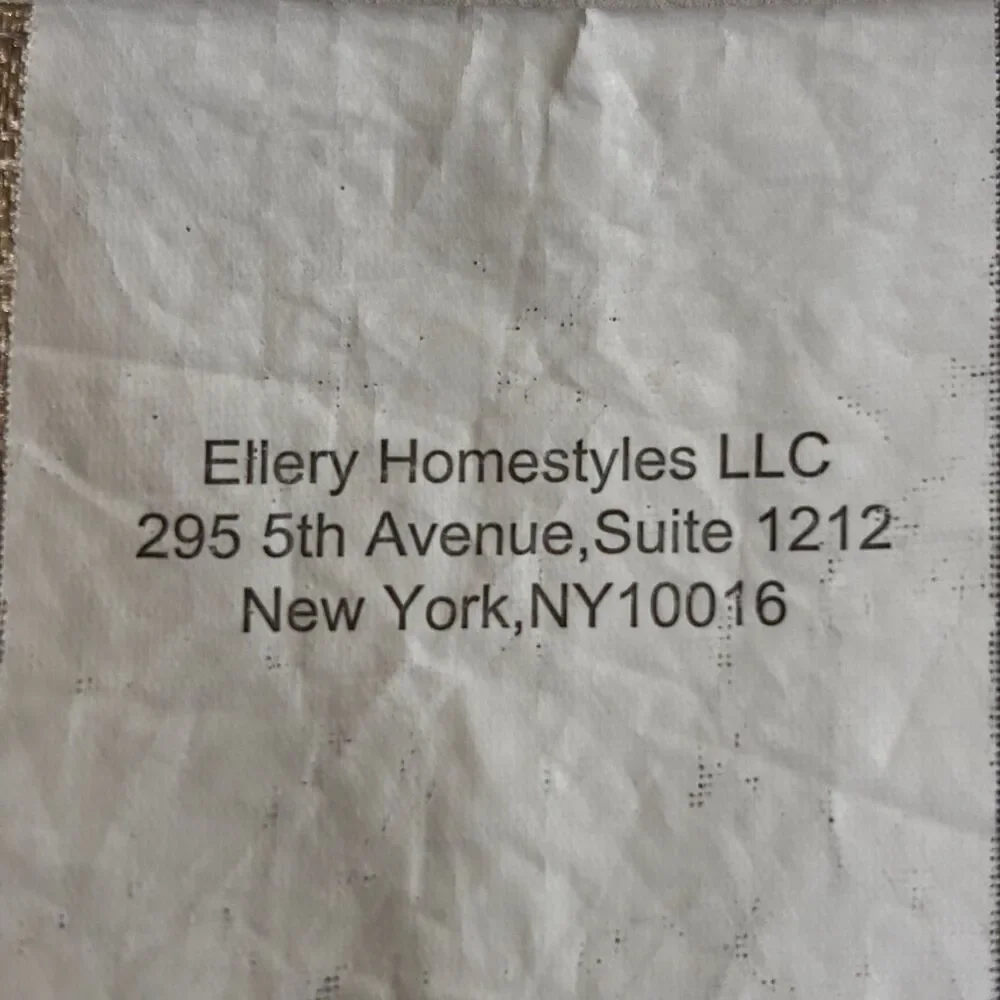 Ellery Homestyles LLC
295 5th Avenue,Suite 1212
New York,NY10016